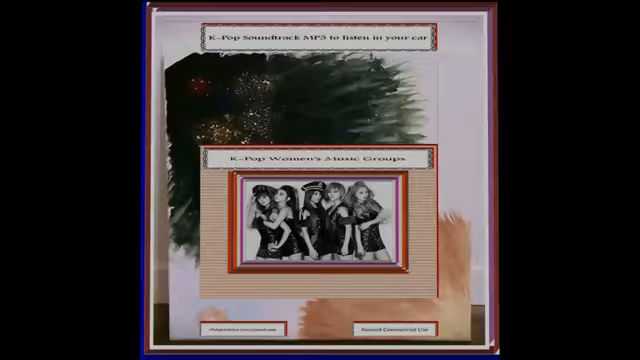 K-Pop Soundtrack MP3 to listen in your car
K-Pop Women's Music Groups
Banned Commercial Use